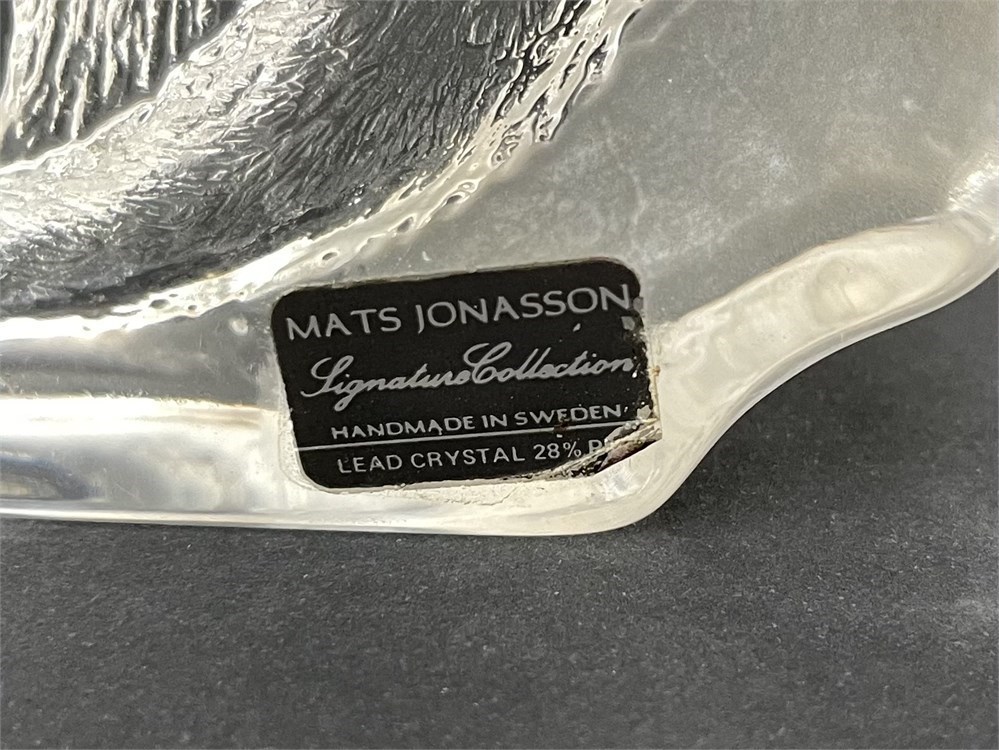 MATS JONASSON
Signature Collection
HANDMADE IN SWEDEN
LEAD CRYSTAL 28%